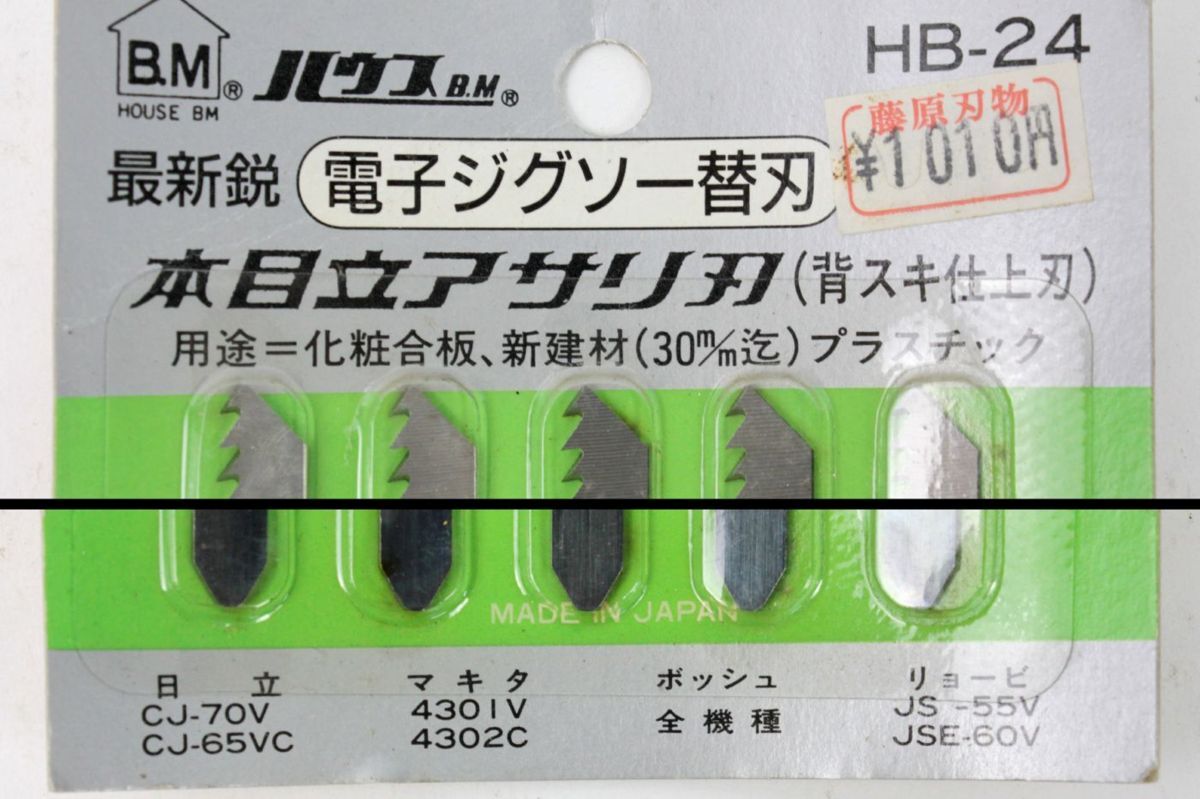 B.M®
HOUSE BM
ハウスB.M®
HB-24
藤原刃物
¥1010円
最新鋭 電子ジグソー替刃
本目立アサリ刃(背スキ仕上刃)
用途=化粧合板、新建材(30m/m迄)プラスチック
MADE IN JAPAN
日立 マキタ ボッシュ リョービ
CJ-70V 4301V 全機種 JS-55V
CJ-65VC 4302C JSE-60V